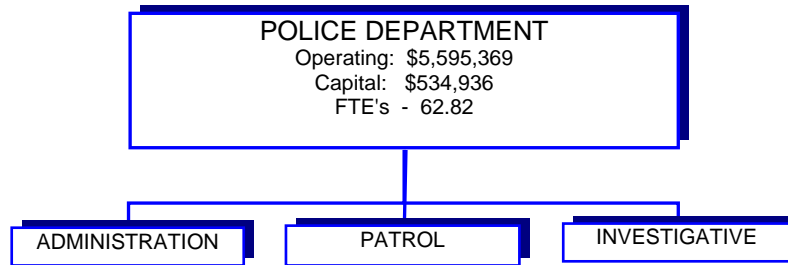 POLICE DEPARTMENT
Operating: $5,595,369
Capital: $534,936
FTE's - 62.82
ADMINISTRATION
PATROL
INVESTIGATIVE